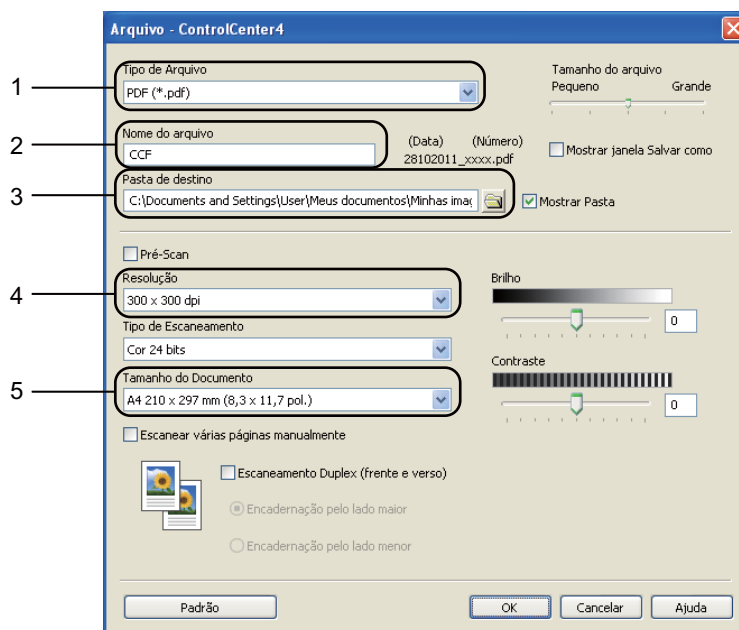 Arquivo - ControlCenter4
1
Tipo de Arquivo
PDF (*.pdf)
Tamanho do arquivo
Pequeno Grande
2
Nome do arquivo
CCF
(Data) (Número)
28102011_xxxx.pdf
Mostrar janela Salvar como
3
Pasta de destino
C:\Documents and Settings\User\Meus documentos\Minhas imag
Mostrar Pasta
Pré-Scan
4
Resolução
300 x 300 dpi
Brilho
0
Tipo de Escaneamento
Cor 24 bits
Contraste
0
5
Tamanho do Documento
A4 210 x 297 mm (8,3 x 11,7 pol.)
Escanear várias páginas manualmente
Escaneamento Duplex (frente e verso)
Encadernação pelo lado maior
Encadernação pelo lado menor
Padrão OK Cancelar Ajuda